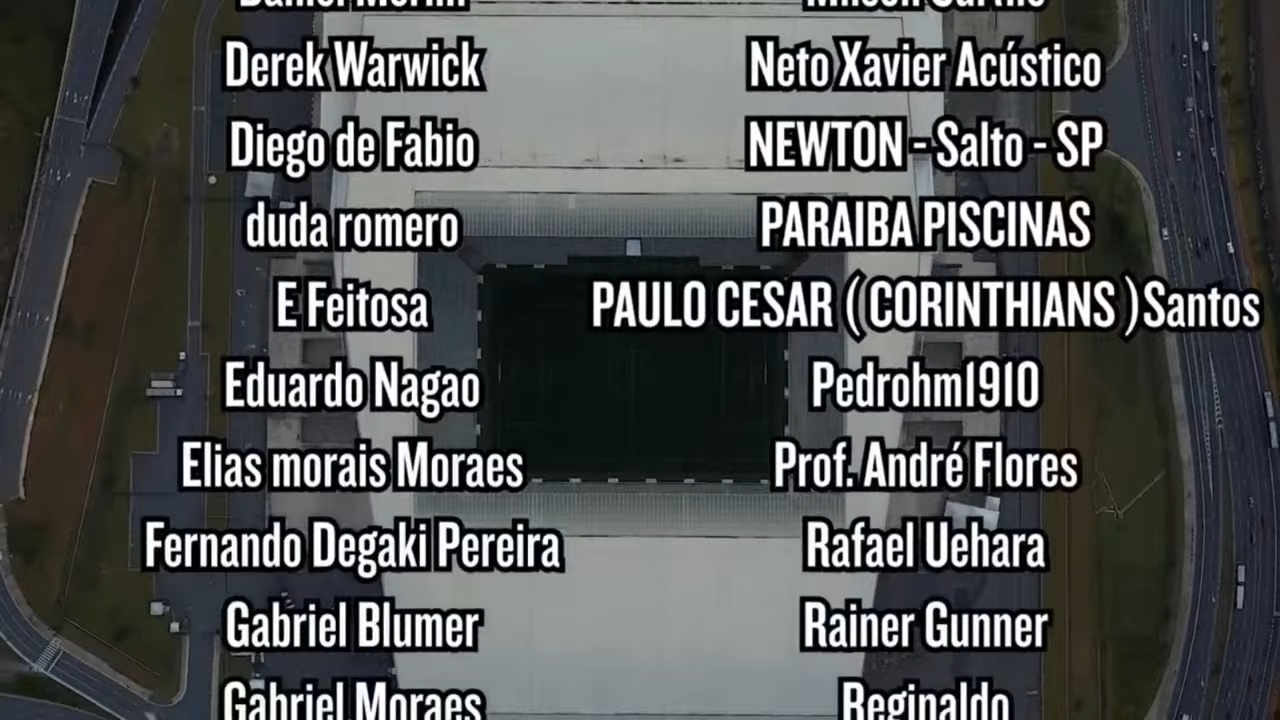 Derek Warwick
Diego de Fabio
duda romero
E Feitosa
Eduardo Nagao
Elias morais Moraes
Fernando Degaki Pereira
Gabriel Blumer
Gabriel Moraes
Neto Xavier Acústico
NEWTON - Salto - SP
PARAIBA PISCINAS
PAULO CESAR ( CORINTHIANS )Santos
Pedrohm1910
Prof. André Flores
Rafael Uehara
Rainer Gunner
Reginaldo